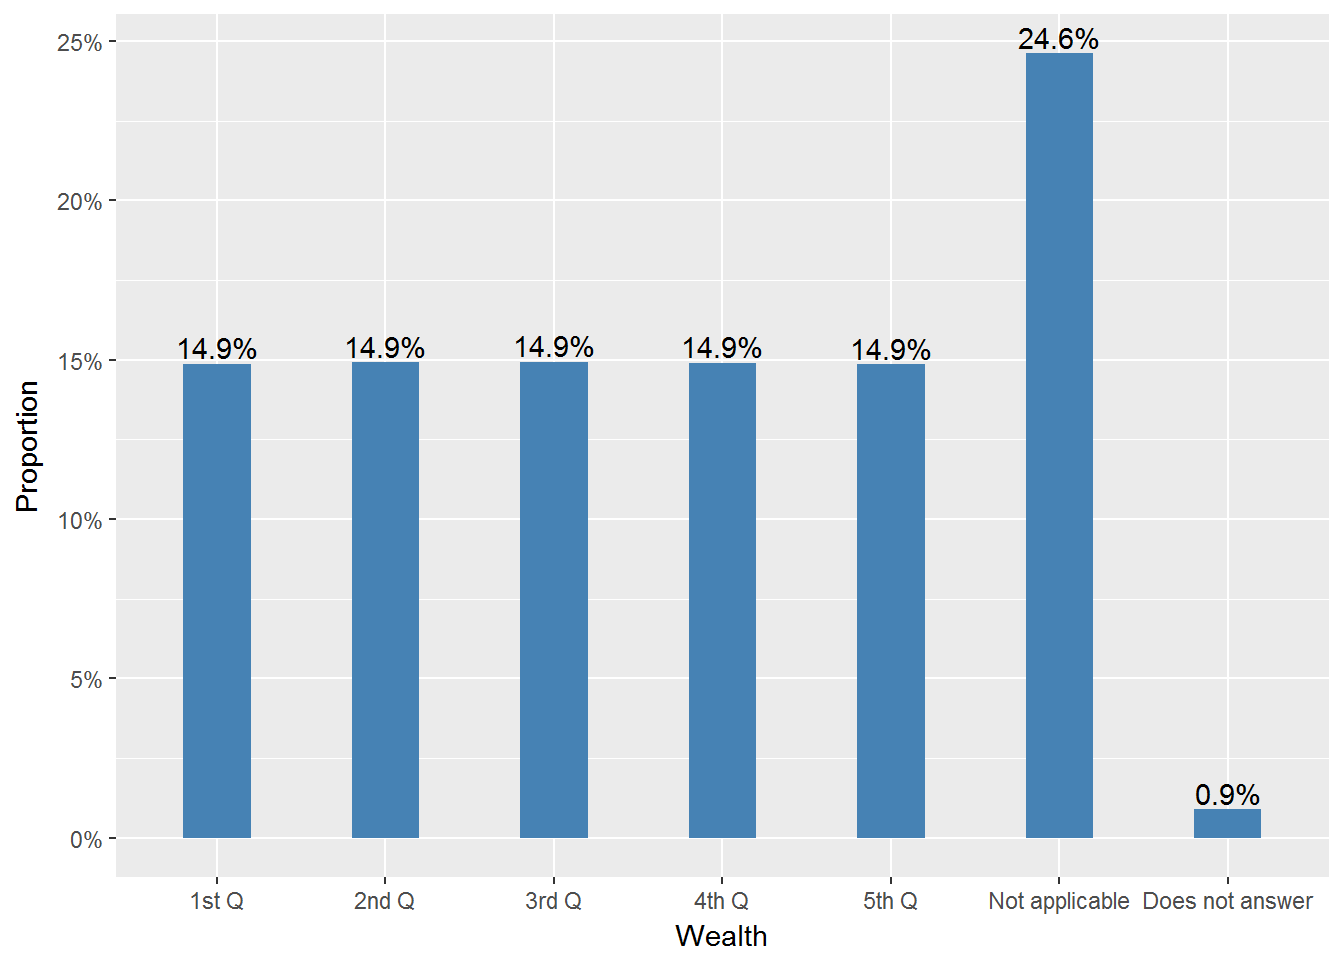 24.6%
25%
20%
14.9% 14.9% 14.9% 14.9% 14.9%
15%
Proportion
10%
5%
0.9%
0%
1st Q 2nd Q 3rd Q 4th Q 5th Q Not applicable Does not answer
Wealth